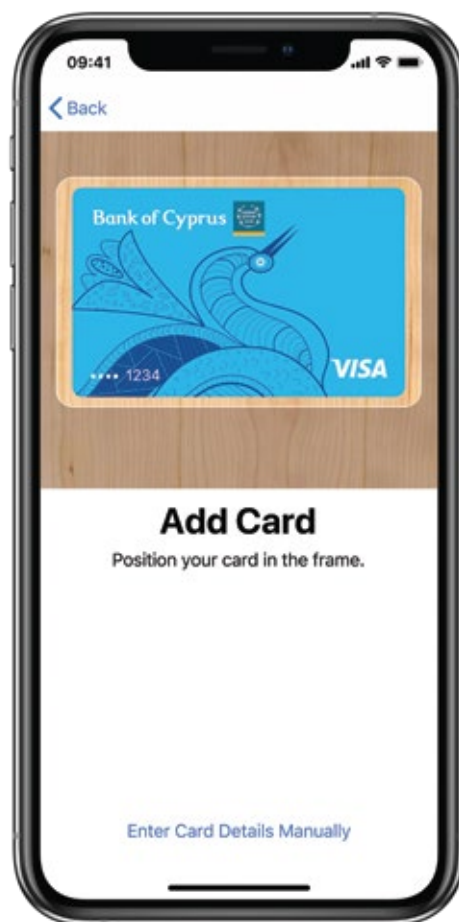 09:41
Back
Bank of Cyprus
•••• 1234
VISA
Add Card
Position your card in the frame.
Enter Card Details Manually